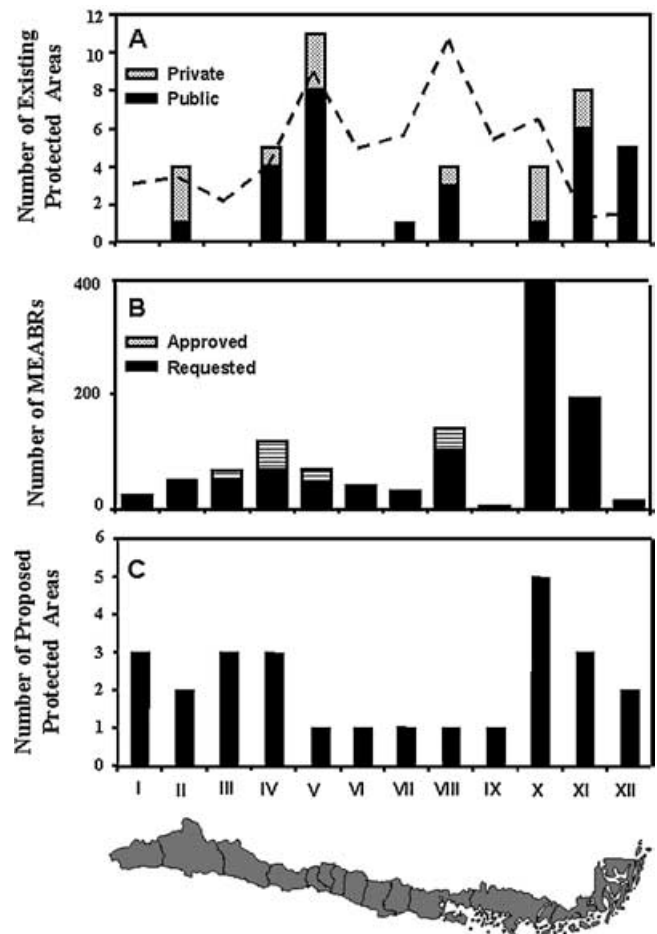 Number of Existing
Protected Areas
12
10
8
6
4
2
0
A
Private
Public
Number of MEABRs
400
200
0
B
Approved
Requested
Number of Proposed
Protected Areas
6
5
4
3
2
1
0
C
I II III IV V VI VII VIII IX X XI XII